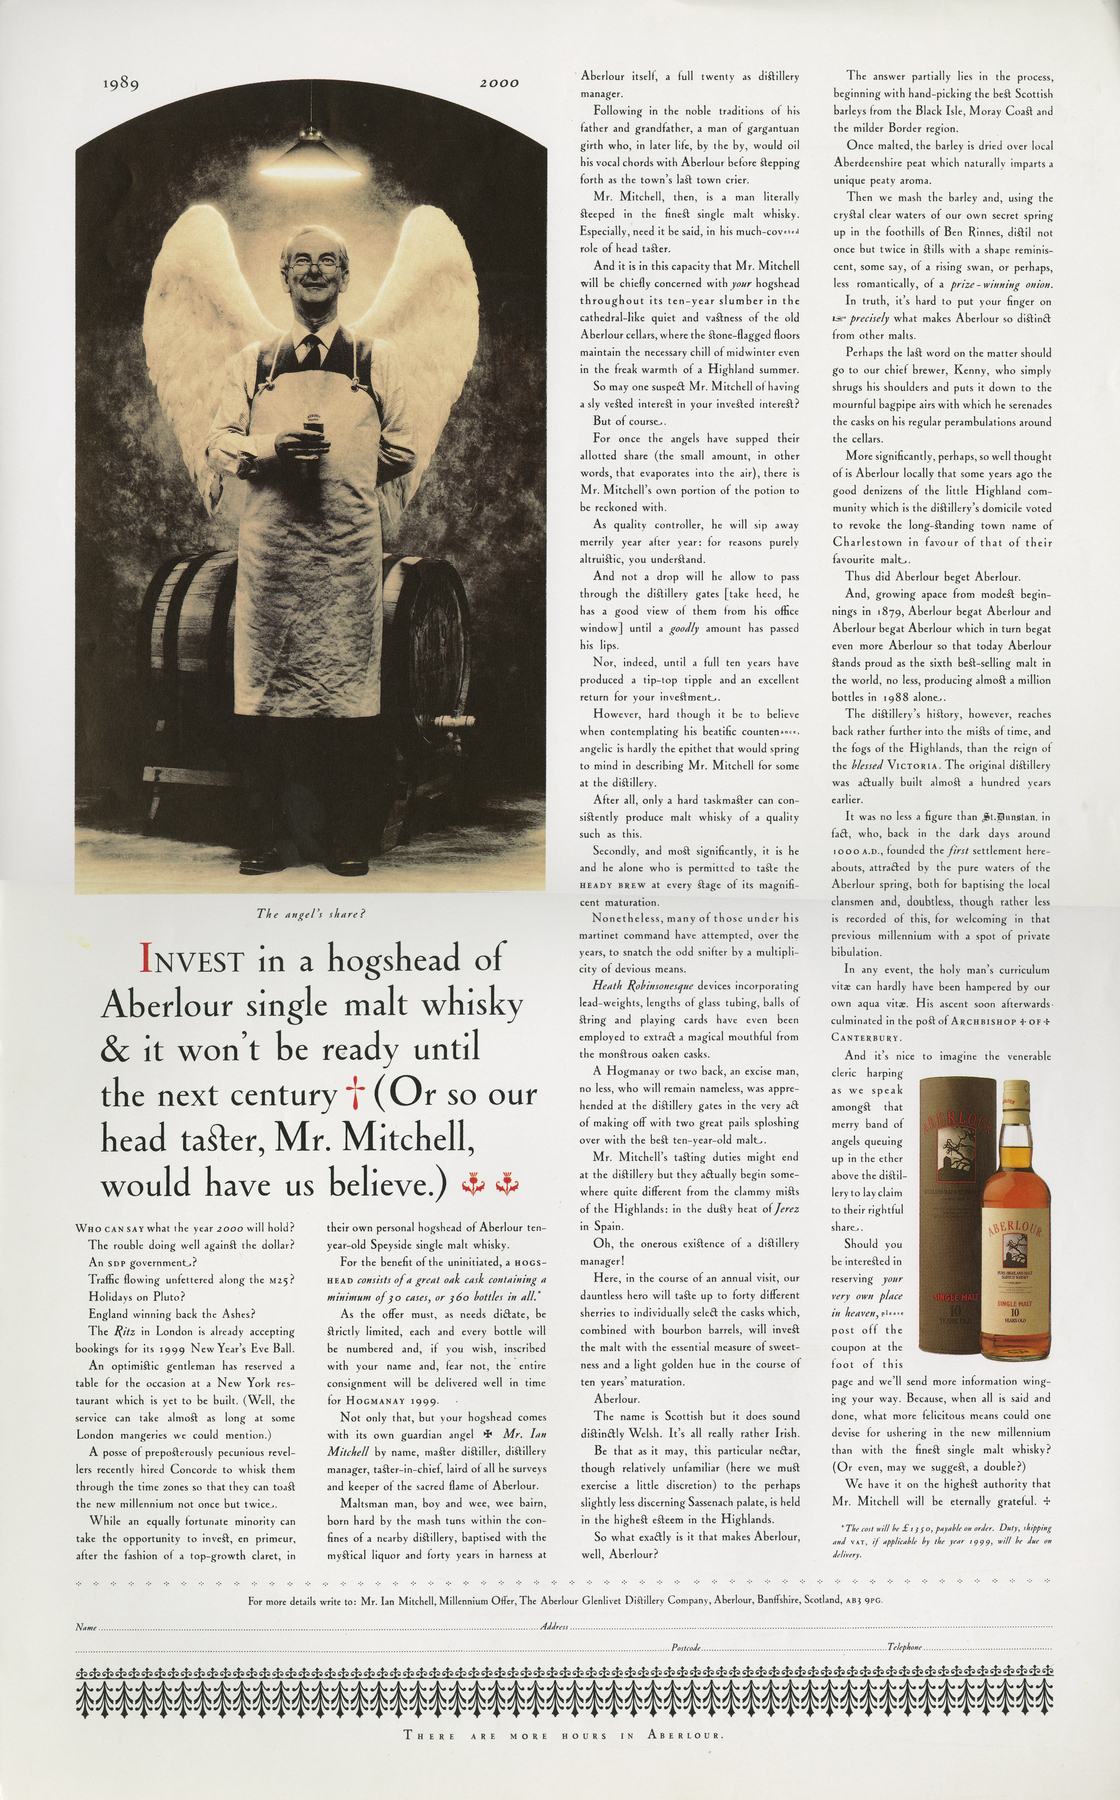 1989
2000
The angel's share?
INVEST in a hogshead of
Aberlour single malt whisky
& it won't be ready until
the next century † (Or so our
head taster, Mr. Mitchell,
would have us believe.)
WHO CAN SAY what the year 2000 will hold?
The rouble doing well against the dollar?
An SDP government?
Traffic flowing unfettered along the M25?
Holidays on Pluto?
England winning back the Ashes?
The Ritz in London is already accepting
bookings for its 1999 New Year's Eve Ball.
An optimistic gentleman has reserved a
table for the occasion at a New York res-
taurant which is yet to be built. (Well, the
service can take almost as long at some
London mangeries we could mention.)
A posse of preposterously pecunious revel-
lers recently hired Concorde to whisk them
through the time zones so that they can toast
the new millennium not once but twice.
While an equally fortunate minority can
take the opportunity to invest, en primeur,
after the fashion of a top-growth claret, in
their own personal hogshead of Aberlour ten-
year-old Speyside single malt whisky.
For the benefit of the uninitiated, a HOGS-
HEAD consists of a great oak cask containing a
minimum of 30 cases, or 360 bottles in all.*
As the offer must, as needs dictate, be
strictly limited, each and every bottle will
be numbered and, if you wish, inscribed
with your name and, fear not, the entire
consignment will be delivered well in time
for HOGMANAY 1999.
Not only that, but your hogshead comes
with its own guardian angel ✠ Mr. Ian
Mitchell by name, master distiller, distillery
manager, taster-in-chief, laird of all he surveys
and keeper of the sacred flame of Aberlour.
Maltsman man, boy and wee, wee bairn,
born hard by the mash tuns within the con-
fines of a nearby distillery, baptised with the
mystical liquor and forty years in harness at
Aberlour itself, a full twenty as distillery
manager.
Following in the noble traditions of his
father and grandfather, a man of gargantuan
girth who, in later life, by the by, would oil
his vocal chords with Aberlour before stepping
forth as the town's last town crier.
Mr. Mitchell, then, is a man literally
steeped in the finest single malt whisky.
Especially, need it be said, in his much-coveted
role of head taster.
And it is in this capacity that Mr. Mitchell
will be chiefly concerned with your hogshead
throughout its ten-year slumber in the
cathedral-like quiet and vastness of the old
Aberlour cellars, where the stone-flagged floors
maintain the necessary chill of midwinter even
in the freak warmth of a Highland summer.
So may one suspect Mr. Mitchell of having
a sly vested interest in your invested interest?
But of course.
For once the angels have supped their
allotted share (the small amount, in other
words, that evaporates into the air), there is
Mr. Mitchell's own portion of the potion to
be reckoned with.
As quality controller, he will sip away
merrily year after year: for reasons purely
altruistic, you understand.
And not a drop will he allow to pass
through the distillery gates [take heed, he
has a good view of them from his office
window] until a goodly amount has passed
his lips.
Nor, indeed, until a full ten years have
produced a tip-top tipple and an excellent
return for your investment.
However, hard though it be to believe
when contemplating his beatific countenance,
angelic is hardly the epithet that would spring
to mind in describing Mr. Mitchell for some
at the distillery.
After all, only a hard taskmaster can con-
sistently produce malt whisky of a quality
such as this.
Secondly, and most significantly, it is he
and he alone who is permitted to taste the
HEADY BREW at every stage of its magnifi-
cent maturation.
Nonetheless, many of those under his
martinet command have attempted, over the
years, to snatch the odd snifter by a multipli-
city of devious means.
Heath Robinsonesque devices incorporating
lead-weights, lengths of glass tubing, balls of
string and playing cards have even been
employed to extract a magical mouthful from
the monstrous oaken casks.
A Hogmanay or two back, an excise man,
no less, who will remain nameless, was appre-
hended at the distillery gates in the very act
of making off with two great pails sploshing
over with the best ten-year-old malt.
Mr. Mitchell's tasting duties might end
at the distillery but they actually begin some-
where quite different from the clammy mists
of the Highlands: in the dusty heat of Jerez
in Spain.
Oh, the onerous existence of a distillery
manager!
Here, in the course of an annual visit, our
dauntless hero will taste up to forty different
sherries to individually select the casks which,
combined with bourbon barrels, will invest
the malt with the essential measure of sweet-
ness and a light golden hue in the course of
ten years' maturation.
Aberlour.
The name is Scottish but it does sound
distinctly Welsh. It's all really rather Irish.
Be that as it may, this particular nectar,
though relatively unfamiliar (here we must
exercise a little discretion) to the perhaps
slightly less discerning Sassenach palate, is held
in the highest esteem in the Highlands.
So what exactly is it that makes Aberlour,
well, Aberlour?
The answer partially lies in the process,
beginning with hand-picking the best Scottish
barleys from the Black Isle, Moray Coast and
the milder Border region.
Once malted, the barley is dried over local
Aberdeenshire peat which naturally imparts a
unique peaty aroma.
Then we mash the barley and, using the
crystal clear waters of our own secret spring
up in the foothills of Ben Rinnes, distil not
once but twice in stills with a shape reminis-
cent, some say, of a rising swan, or perhaps,
less romantically, of a prize-winning onion.
In truth, it's hard to put your finger on
☞ precisely what makes Aberlour so distinct
from other malts.
Perhaps the last word on the matter should
go to our chief brewer, Kenny, who simply
shrugs his shoulders and puts it down to the
mournful bagpipe airs with which he serenades
the casks on his regular perambulations around
the cellars.
More significantly, perhaps, so well thought
of is Aberlour locally that some years ago the
good denizens of the little Highland com-
munity which is the distillery's domicile voted
to revoke the long-standing town name of
Charlestown in favour of that of their
favourite malt.
Thus did Aberlour beget Aberlour.
And, growing apace from modest begin-
nings in 1879, Aberlour begat Aberlour and
Aberlour begat Aberlour which in turn begat
even more Aberlour so that today Aberlour
stands proud as the sixth best-selling malt in
the world, no less, producing almost a million
bottles in 1988 alone.
The distillery's history, however, reaches
back rather further into the mists of time, and
the fogs of the Highlands, than the reign of
the blessed VICTORIA. The original distillery
was actually built almost a hundred years
earlier.
It was no less a figure than St. Dunstan, in
fact, who, back in the dark days around
1000 A.D., founded the first settlement here-
abouts, attracted by the pure waters of the
Aberlour spring, both for baptising the local
clansmen and, doubtless, though rather less
is recorded of this, for welcoming in that
previous millennium with a spot of private
bibulation.
In any event, the holy man's curriculum
vitæ can hardly have been hampered by our
own aqua vitæ. His ascent soon afterwards
culminated in the post of ARCHBISHOP ÷ OF ÷
CANTERBURY.
And it's nice to imagine the venerable
cleric harping
as we speak
amongst that
merry band of
angels queuing
up in the ether
above the distil-
lery to lay claim
to their rightful
share.
Should you
be interested in
reserving your
very own place
in heaven, please
post off the
coupon at the
foot of this
page and we'll send more information wing-
ing your way. Because, when all is said and
done, what more felicitous means could one
devise for ushering in the new millennium
than with the finest single malt whisky?
(Or even, may we suggest, a double?)
We have it on the highest authority that
Mr. Mitchell will be eternally grateful. ÷
ABERLOUR
SINGLE MALT
10
YEARS OLD
ABERLOUR
PURE HIGHLAND MALT
SCOTCH WHISKY
SINGLE MALT
10
YEARS OLD
*The cost will be £1350, payable on order. Duty, shipping
and VAT, if applicable by the year 1999, will be due on
delivery.
For more details write to: Mr. Ian Mitchell, Millennium Offer, The Aberlour Glenlivet Distillery Company, Aberlour, Banffshire, Scotland, AB3 9PG.
Name Address
Postcode Telephone
THERE ARE MORE HOURS IN ABERLOUR.